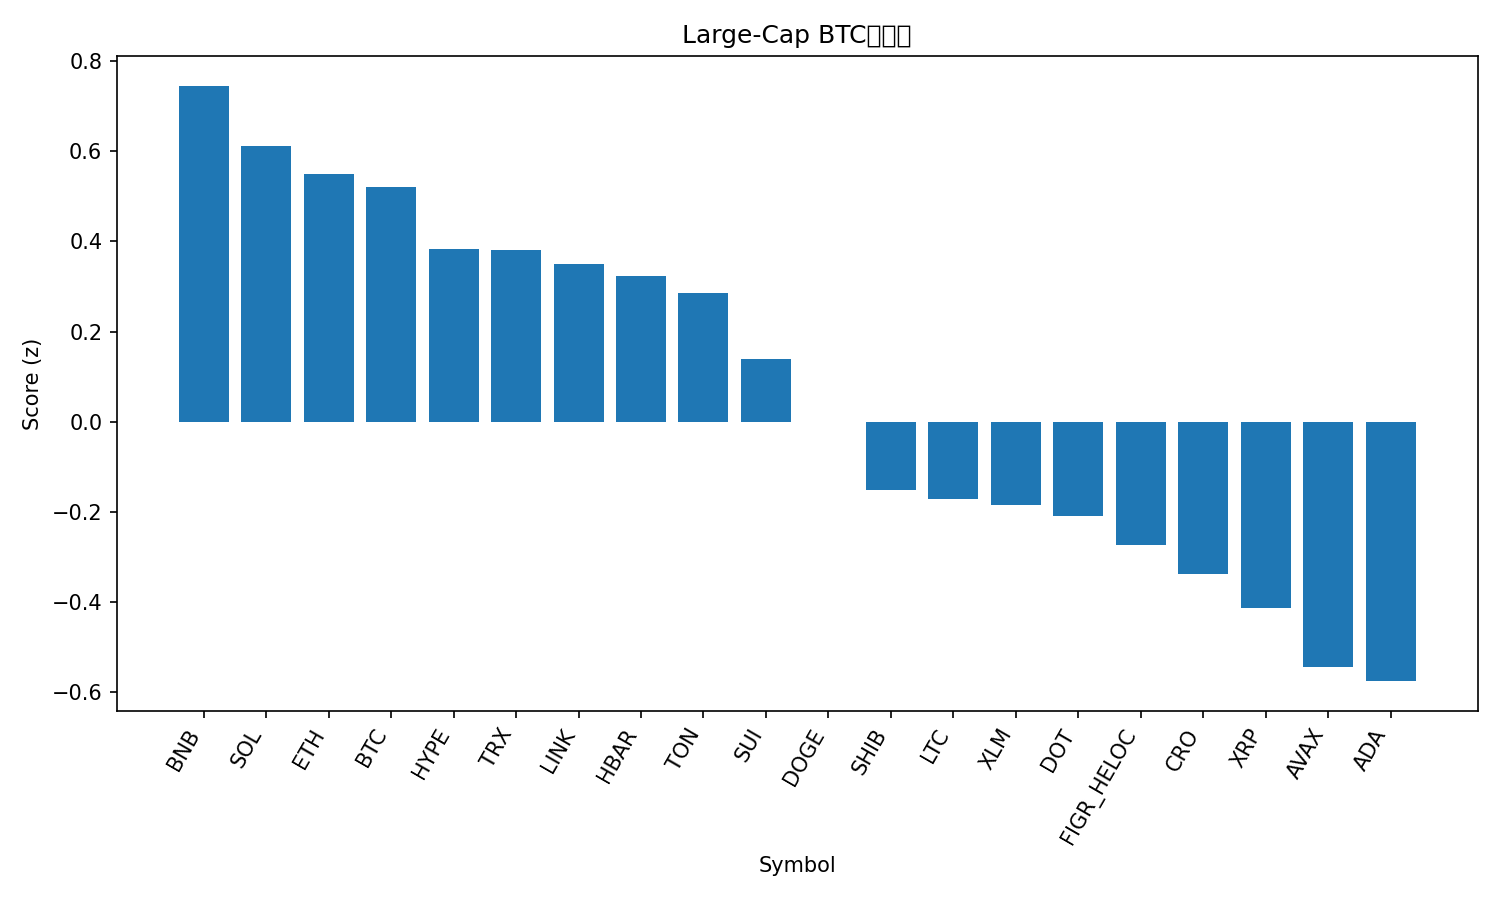 Large-Cap BTC
0.8
0.6
0.4
0.2
0.0
−0.2
−0.4
−0.6
Score (z)
BNB
SOL
ETH
BTC
HYPE
TRX
LINK
HBAR
TON
SUI
DOGE
SHIB
LTC
XLM
DOT
FIGR_HELOC
CRO
XRP
AVAX
ADA
Symbol